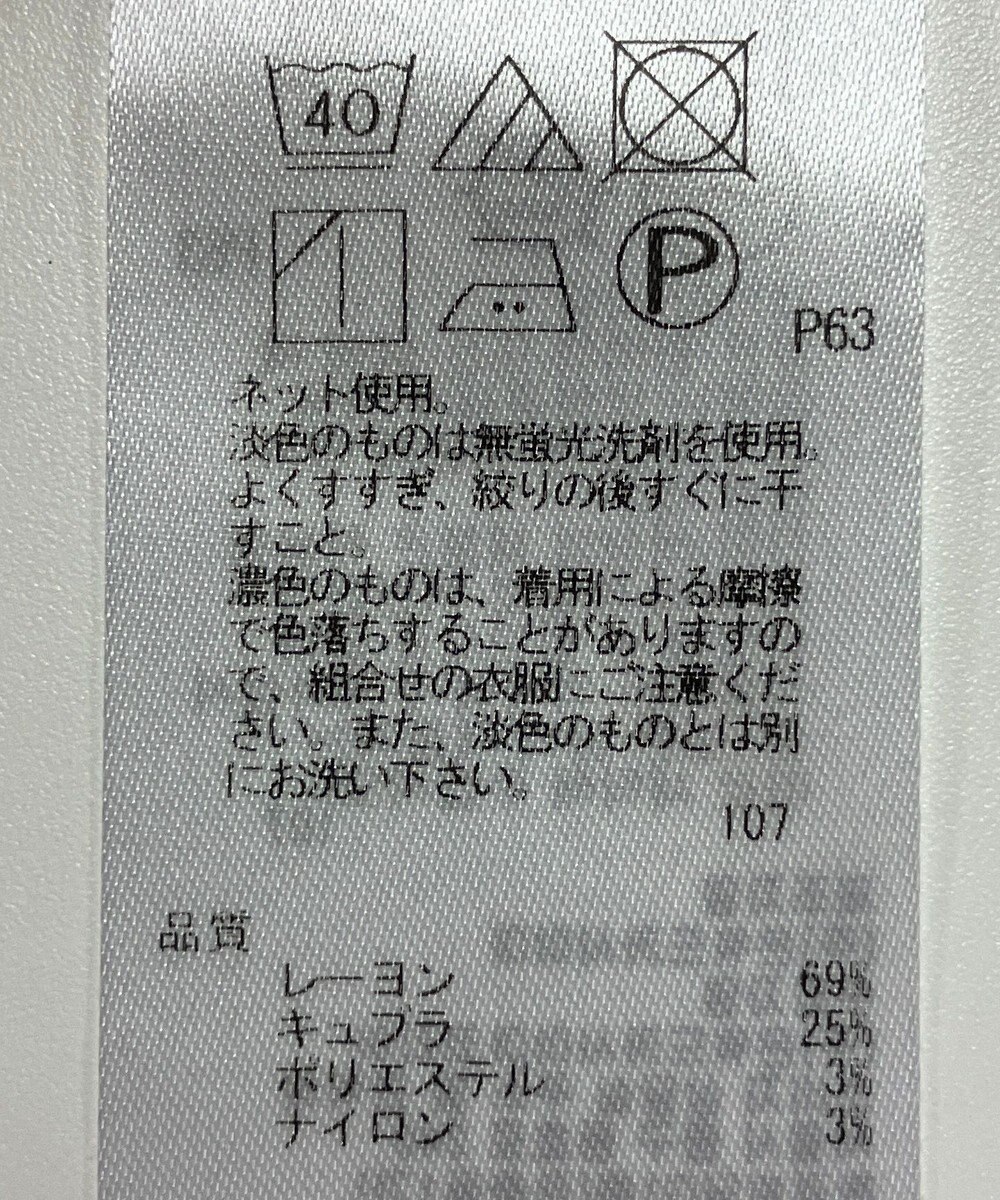 40
P
P63
ネット使用。
淡色のものは無蛍光洗剤を使用。
よくすすぎ、絞りの後すぐに干
すこと。
濃色のものは、着用による摩擦
で色落ちすることがありますの
で、組合せの衣服にご注意くだ
さい。また、淡色のものとは別
にお洗い下さい。
107
品質
レーヨン 69%
キュプラ 25%
ポリエステル 3%
ナイロン 3%